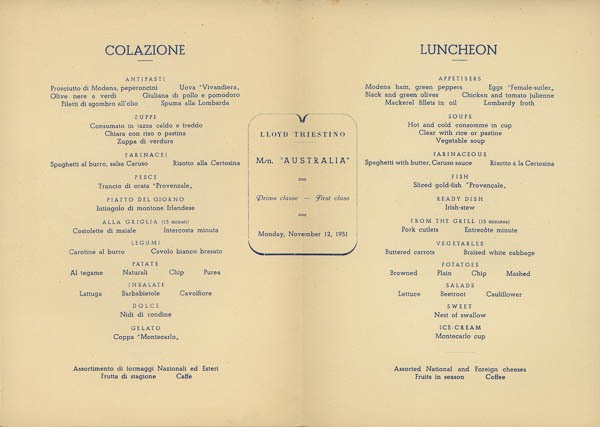 COLAZIONE
ANTIPASTI
Prosciutto di Modena, peperoncini Uova "Vivandiera„
Olive nere a verdi Giuliana di pollo e pomodoro
Filetti di sgombro all'olio Spuma alla Lombarda
ZUPPE
Consumato in tazza caldo e freddo
Chiara con riso o pastina
Zuppa di verdura
FARINACEI
Spaghetti al burro, salsa Caruso Risotto alla Certosina
PESCE
Trancio di orata "Provenzale„
PIATTO DEL GIORNO
Intingolo di montone Irlandese
ALLA GRIGLIA (15 minuti)
Costolette di maiale Intercosta minuta
LEGUMI
Carotine al burro Cavolo bianco brasato
PATATE
Al tegame Naturali Chip Purea
INSALATE
Lattuga Barbabietole Cavolfiore
DOLCE
Nidi di rondine
GELATO
Coppa "Montecarlo„
Assortimento di formaggi Nazionali ed Esteri
Frutta di stagione Caffè
LLOYD TRIESTINO
M/n. "AUSTRALIA"
Prima classe — First class
Monday, November 12, 1951
LUNCHEON
APPETISERS
Modena ham, green peppers Eggs "Female-sutler„
Black and green olives Chicken and tomato julienne
Mackerel fillets in oil Lombardy froth
SOUPS
Hot and cold consomme in cup
Clear with rice or pastine
Vegetable soup
FARINACEOUS
Spaghetti with butter, Caruso sauce Risotto à la Certosina
FISH
Sliced gold-fish "Provençale„
READY DISH
Irish-stew
FROM THE GRILL (15 minutes)
Pork cutlets Entrecôte minute
VEGETABLES
Buttered carrots Braised white cabbage
POTATOES
Browned Plain Chip Mashed
SALADS
Lettuce Beetroot Cauliflower
SWEET
Nest of swallow
ICE-CREAM
Montecarlo cup
Assorted National and Foreign cheeses
Fruits in season Coffee